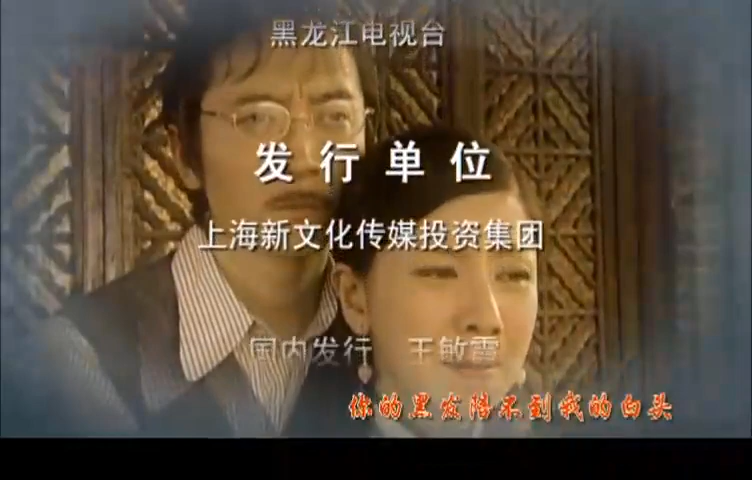 黑龙江电视台
发行单位
上海新文化传媒投资集团
国内发行 王敏霞
你的黑发陪不到我的白头